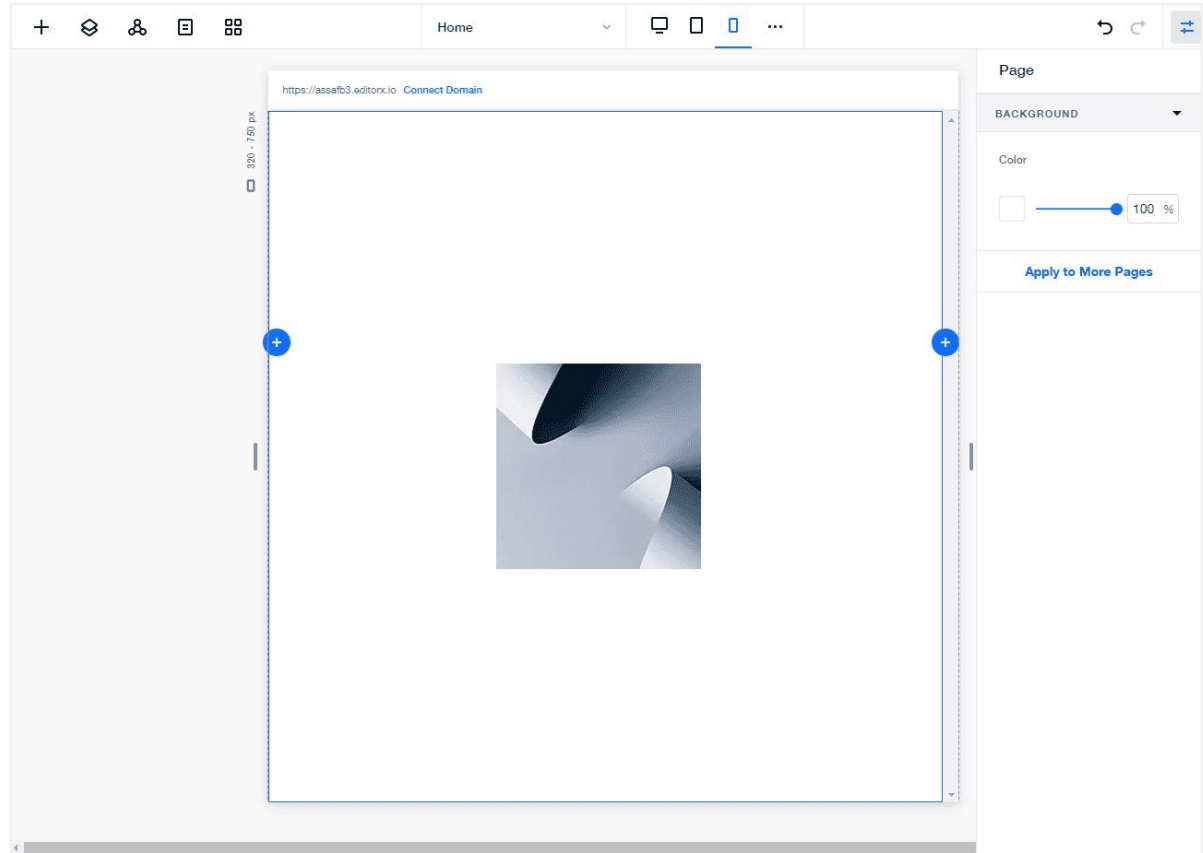 Home
Page
https://assafb3.editorx.io Connect Domain
BACKGROUND
320 - 750 px
Color
100 %
Apply to More Pages